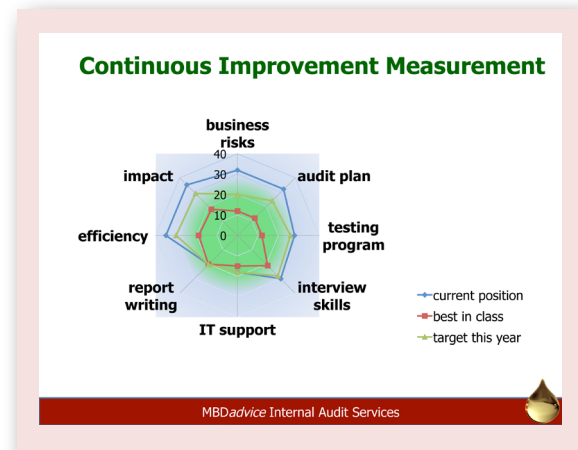 Continuous Improvement Measurement
business
risks
40
impact
30
audit plan
20
10
efficiency
0
testing
program
report
writing
interview
skills
IT support
current position
best in class
target this year
MBDadvice Internal Audit Services